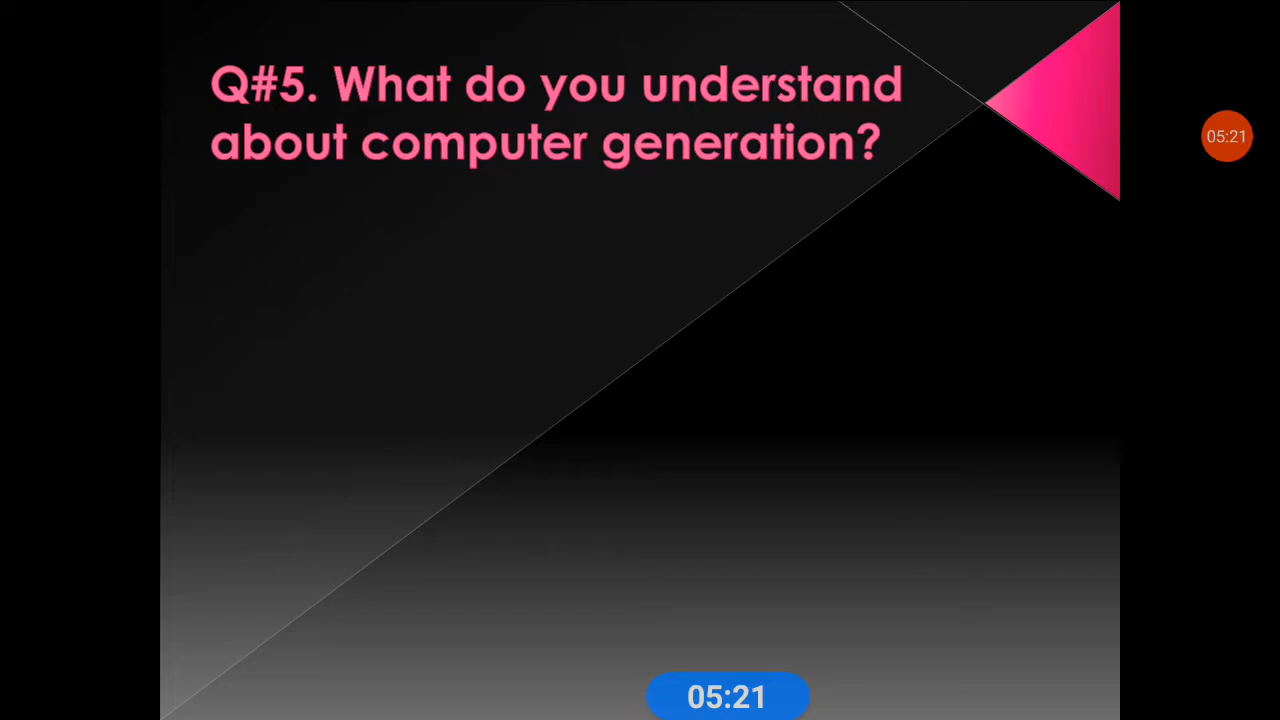 Q#5. What do you understand
about computer generation?
05:21
05:21